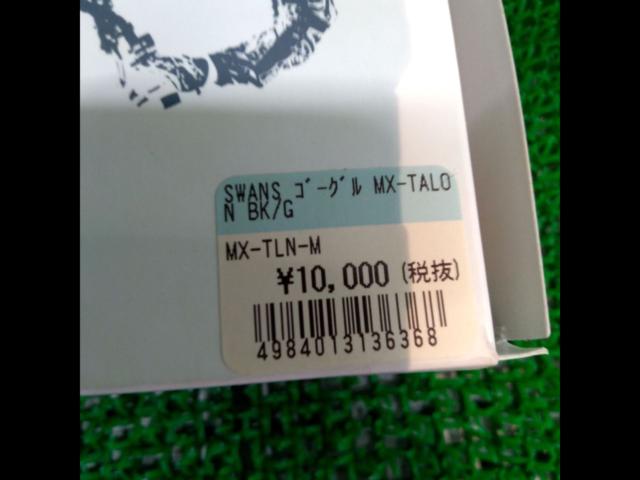 SWANS ｺﾞｰｸﾞﾙ MX-TALO
N BK/G
MX-TLN-M
¥10,000 (税抜)
4984013136368